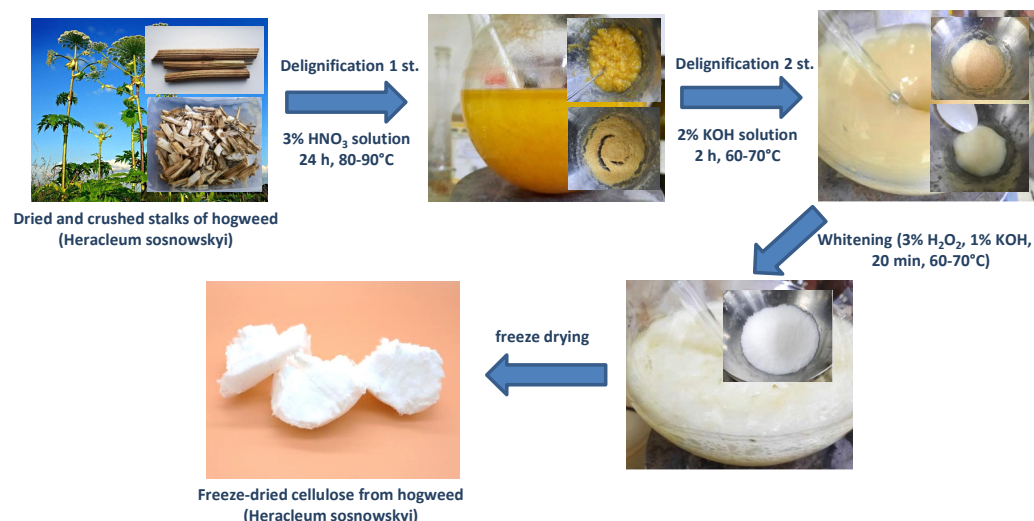 Delignification 1 st.
3% HNO₃ solution
24 h, 80-90°C
Delignification 2 st.
2% KOH solution
2 h, 60-70°C
Dried and crushed stalks of hogweed
(Heracleum sosnowskyi)
Whitening (3% H₂O₂, 1% KOH,
20 min, 60-70°C)
freeze drying
Freeze-dried cellulose from hogweed
(Heracleum sosnowskyi)